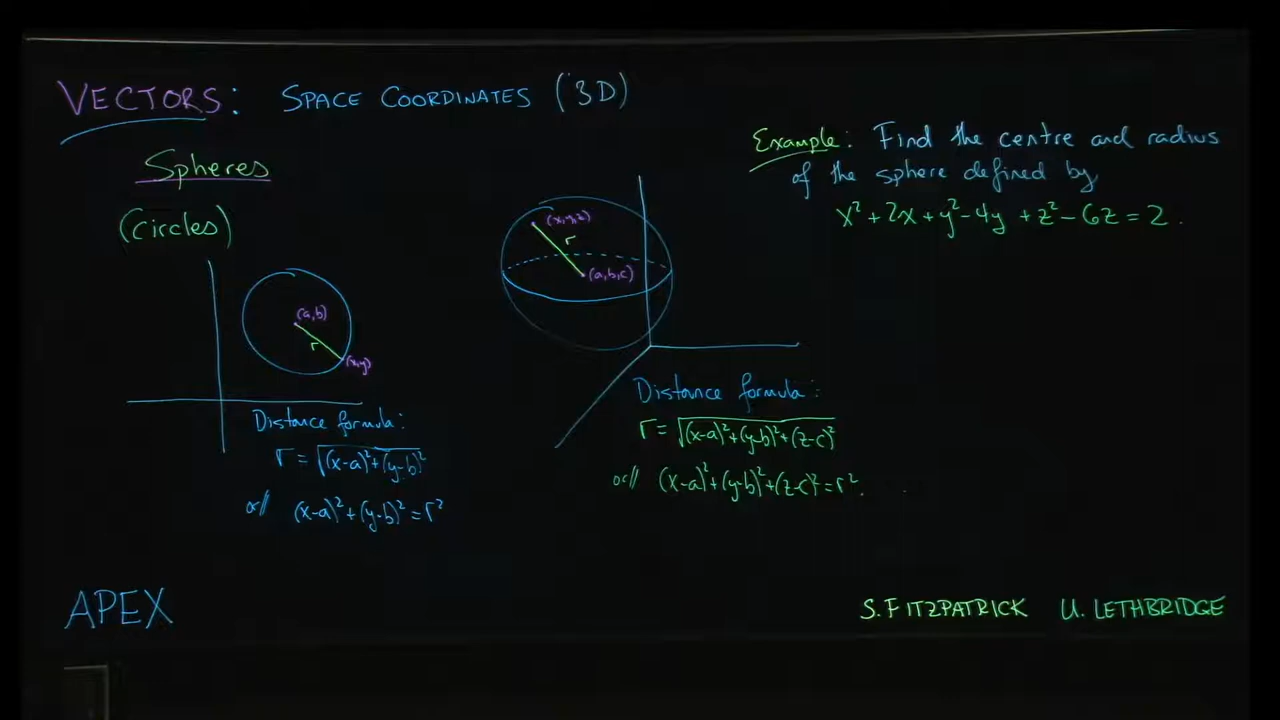 VECTORS: SPACE COORDINATES (3D)
Spheres
(Circles)
(a,b)
r
(x,y)
Distance formula:
r = √(x-a)²+(y-b)²
or// (x-a)²+(y-b)² = r²
(x,y,z)
r
(a,b,c)
Distance formula:
r = √(x-a)²+(y-b)²+(z-c)²
or// (x-a)²+(y-b)²+(z-c)² = r².
Example: Find the centre and radius
of the sphere defined by
x² + 2x + y² - 4y + z² - 6z = 2.
APEX
S. FITZPATRICK U. LETHBRIDGE